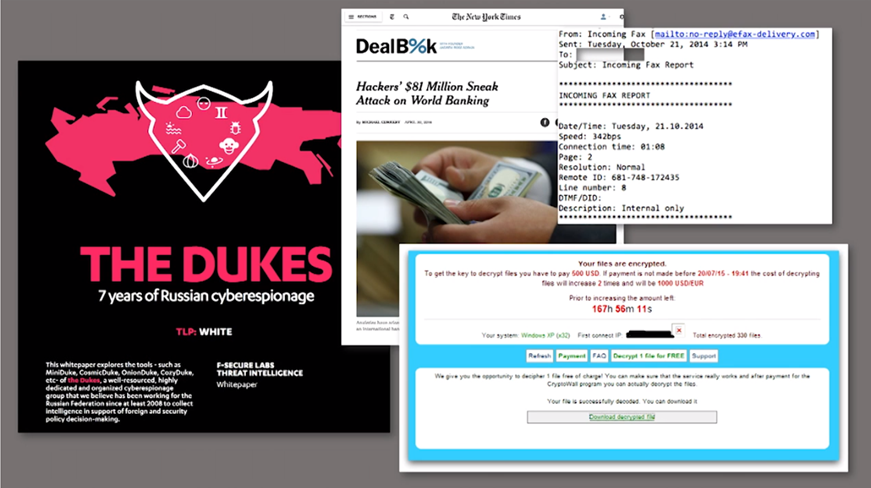 THE DUKES
7 years of Russian cyberespionage
TLP: WHITE
This whitepaper explores the tools - such as
MiniDuke, CosmicDuke, OnionDuke, CozyDuke,
etc- of the Dukes, a well-resourced, highly
dedicated and organized cyberespionage
group that we believe has been working for the
Russian Federation since at least 2008 to collect
intelligence in support of foreign and security
policy decision-making.
F-SECURE LABS
THREAT INTELLIGENCE
Whitepaper
SECTIONS
The New York Times
DealB%k
Hackers' $81 Million Sneak
Attack on World Banking
By MICHAEL CORKERY APRIL 30, 2016
From: Incoming Fax [mailto:no-reply@efax-delivery.com]
Sent: Tuesday, October 21, 2014 3:14 PM
To:
Subject: Incoming Fax Report
*********************************
INCOMING FAX REPORT
*********************************
Date/Time: Tuesday, 21.10.2014
Speed: 342bps
Connection time: 01:08
Page: 2
Resolution: Normal
Remote ID: 681-748-172435
Line number: 8
DTMF/DID:
Description: Internal only
*********************************
Your files are encrypted.
To get the key to decrypt files you have to pay 500 USD. If payment is not made before 20/07/15 - 19:41 the cost of decrypting
files will increase 2 times and will be 1000 USD/EUR
Prior to increasing the amount left:
167h 56m 11s
Your system: Windows XP (x32) First connect IP Total encrypted 338 files
Refresh Payment FAQ Decrypt 1 file for FREE Support
We give you the opportunity to decipher 1 file free of charge! You can make sure that the service really works and after payment for the
CryptoWall program you can actually decrypt the files.
Your file is successfully decoded. You can download it
Download decrypted file